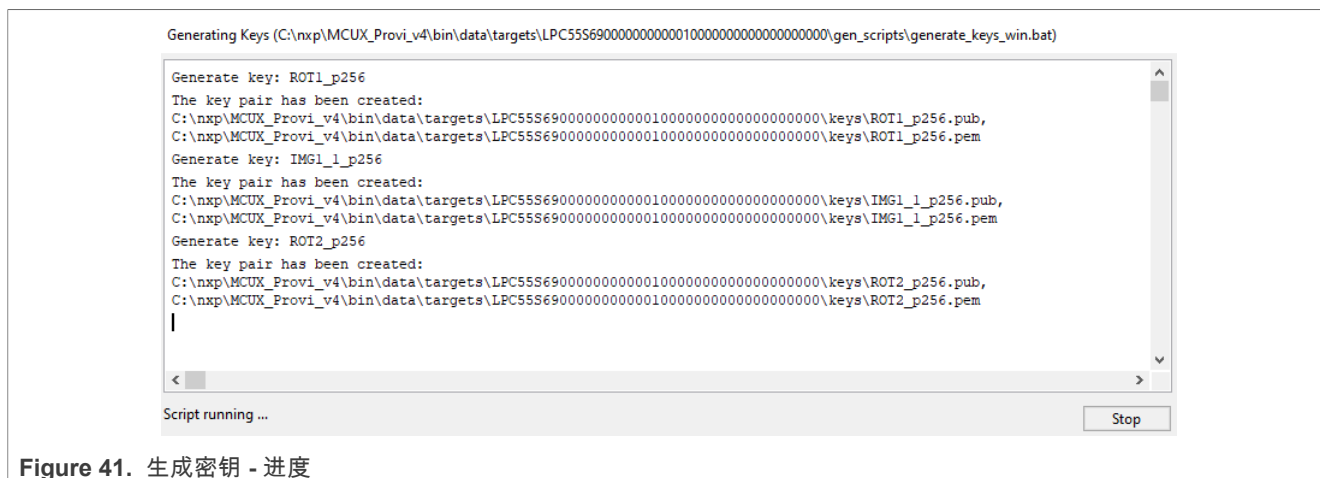 Generating Keys (C:\nxp\MCUX_Provi_v4\bin\data\targets\LPC55S69000000000001000000000000000000\gen_scripts\generate_keys_win.bat)
Generate key: ROT1_p256
The key pair has been created:
C:\nxp\MCUX_Provi_v4\bin\data\targets\LPC55S69000000000001000000000000000000\keys\ROT1_p256.pub,
C:\nxp\MCUX_Provi_v4\bin\data\targets\LPC55S69000000000001000000000000000000\keys\ROT1_p256.pem
Generate key: IMG1_1_p256
The key pair has been created:
C:\nxp\MCUX_Provi_v4\bin\data\targets\LPC55S69000000000001000000000000000000\keys\IMG1_1_p256.pub,
C:\nxp\MCUX_Provi_v4\bin\data\targets\LPC55S69000000000001000000000000000000\keys\IMG1_1_p256.pem
Generate key: ROT2_p256
The key pair has been created:
C:\nxp\MCUX_Provi_v4\bin\data\targets\LPC55S69000000000001000000000000000000\keys\ROT2_p256.pub,
C:\nxp\MCUX_Provi_v4\bin\data\targets\LPC55S69000000000001000000000000000000\keys\ROT2_p256.pem
Script running ...
Stop
Figure 41. 生成密钥 - 进度